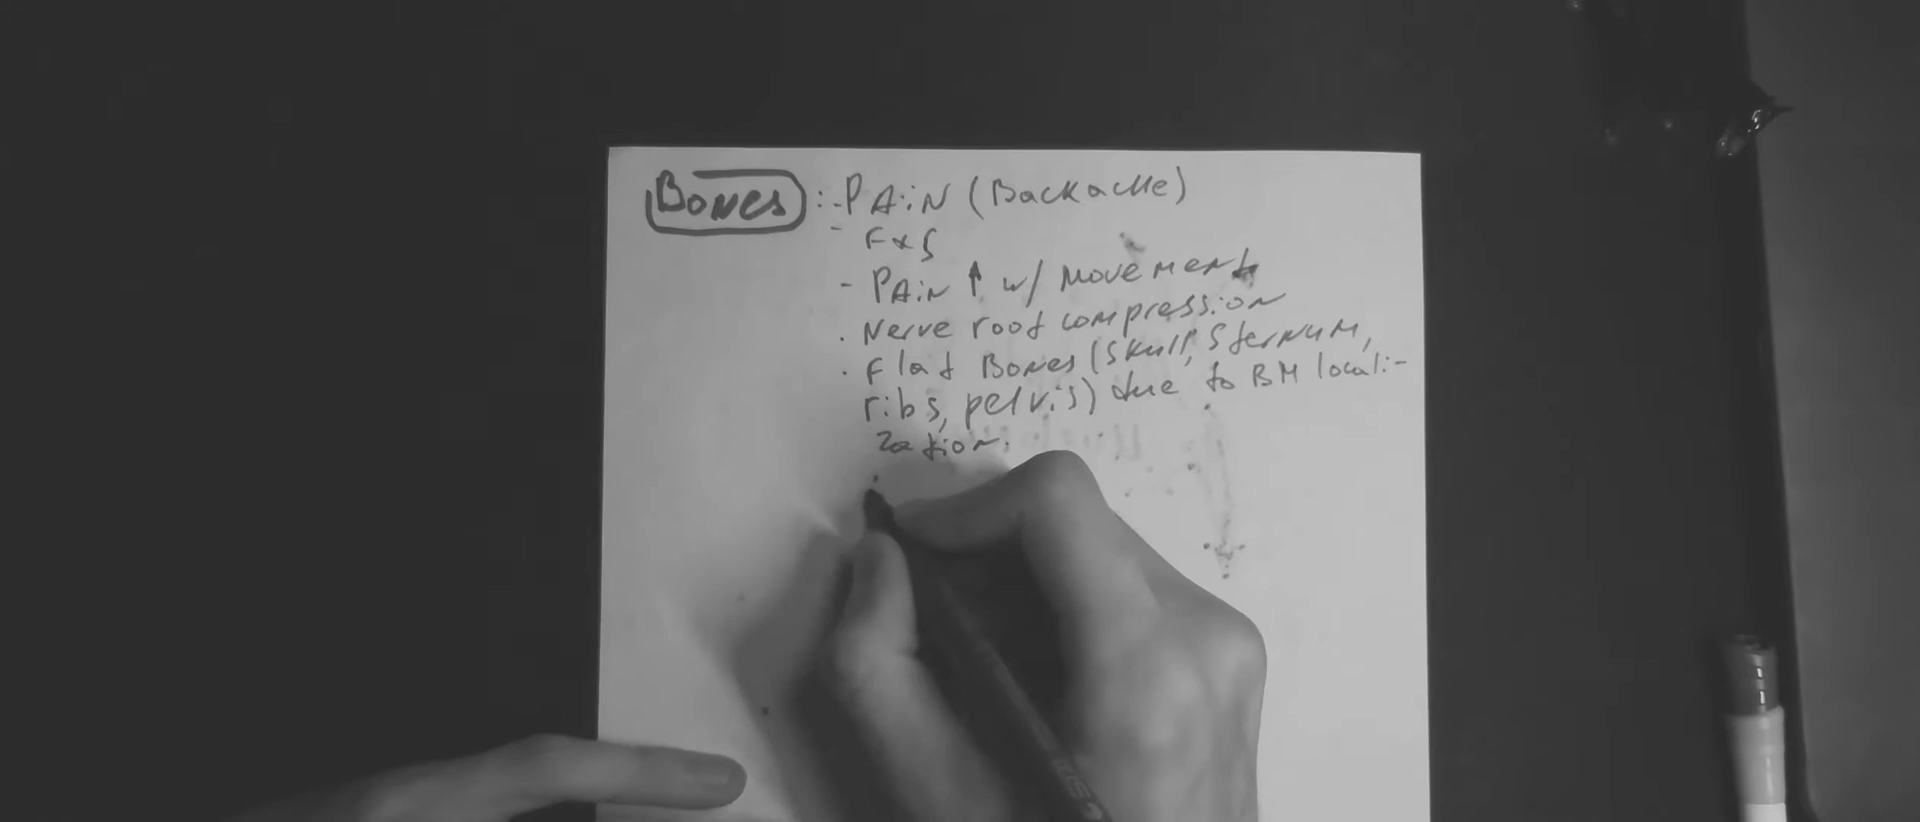 Bones : - PAiN (Backache)
- Fxs
- PAiN ↑ w/ movement
. Nerve root compression
. Flat Bones (skull, sternum,
ribs, pelvis) due to BM locali-
zation.